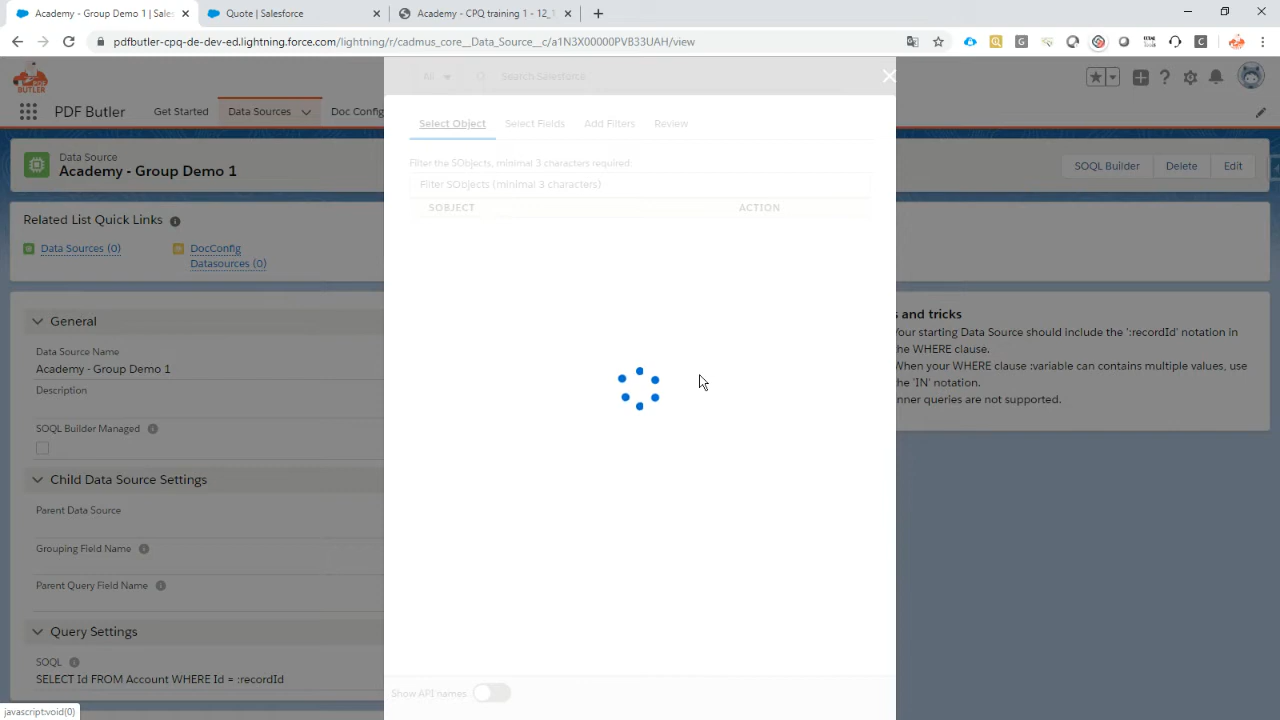 Academy - Group Demo 1 | Sales
Quote | Salesforce
Academy - Quoting training 1 - 12_1
pdfbutler-cpq-de-dev-ed.lightning.force.com/lightning/r/cadmus_core__Data_Source__c/a1N3X00000PVB33UAH/view
All
Search Salesforce
BUTLER
PDF Butler
Get Started
Data Sources
Doc Config
Data Source
Academy - Group Demo 1
SOQL Builder
Delete
Edit
Select Object
Select Fields
Add Filters
Review
Filter the SObjects, minimal 3 characters required:
Filter SObjects (minimal 3 characters)
SOBJECT
ACTION
Related List Quick Links
Data Sources (0)
DocConfig
Datasources (0)
General
Data Source Name
Academy - Group Demo 1
Description
SOQL Builder Managed
Child Data Source Settings
Parent Data Source
Grouping Field Name
Parent Query Field Name
Query Settings
SOQL
SELECT Id FROM Account WHERE Id = :recordId
s and tricks
Your starting Data Source should include the ':recordId' notation in
he WHERE clause.
When your WHERE clause :variable can contains multiple values, use
he 'IN' notation.
nner queries are not supported.
Show API names
javascript:void(0)